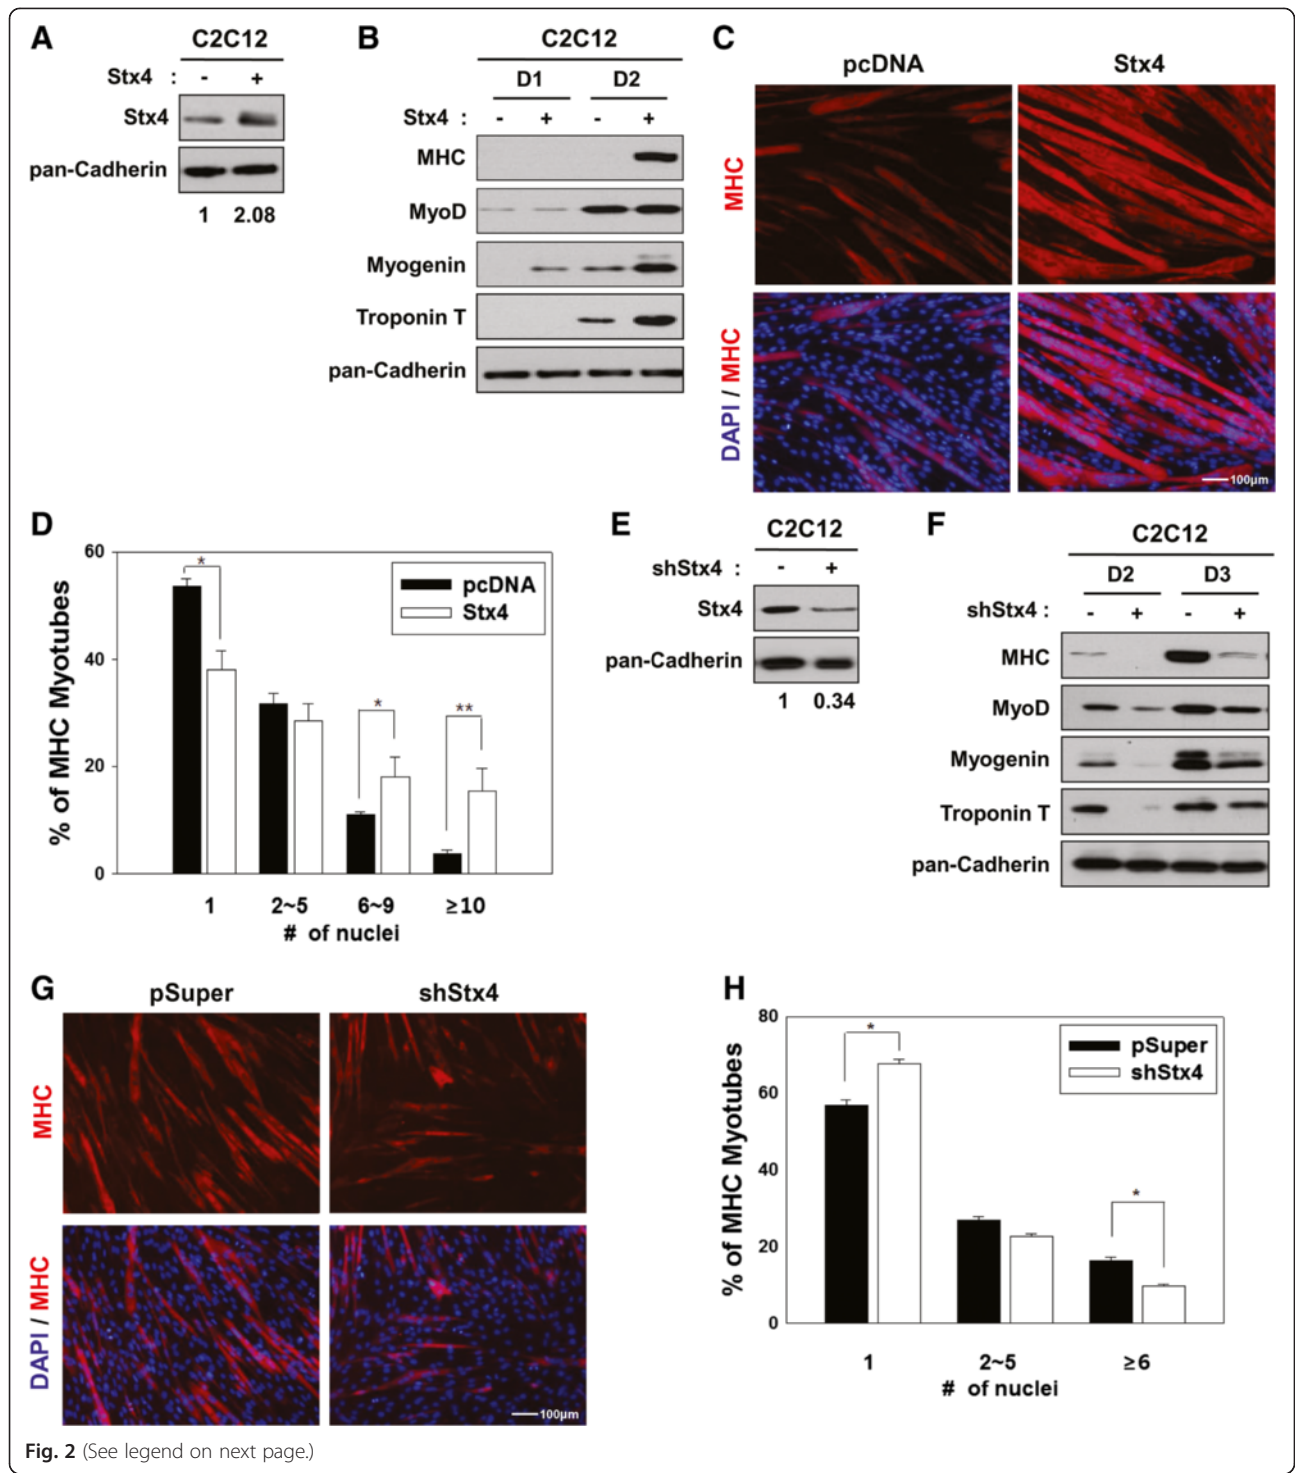 A
C2C12
Stx4 : - +
Stx4
pan-Cadherin
1 2.08
B
C2C12
D1 D2
Stx4 : - + - +
MHC
MyoD
Myogenin
Troponin T
pan-Cadherin
C
pcDNA Stx4
MHC
DAPI / MHC
100μm
D
% of MHC Myotubes
60
40
20
0
* * **
pcDNA
Stx4
1 2~5 6~9 ≥10
# of nuclei
E
C2C12
shStx4 : - +
Stx4
pan-Cadherin
1 0.34
F
C2C12
D2 D3
shStx4 : - + - +
MHC
MyoD
Myogenin
Troponin T
pan-Cadherin
G
pSuper shStx4
MHC
DAPI / MHC
100μm
H
% of MHC Myotubes
80
60
40
20
0
* *
pSuper
shStx4
1 2~5 ≥6
# of nuclei
Fig. 2 (See legend on next page.)